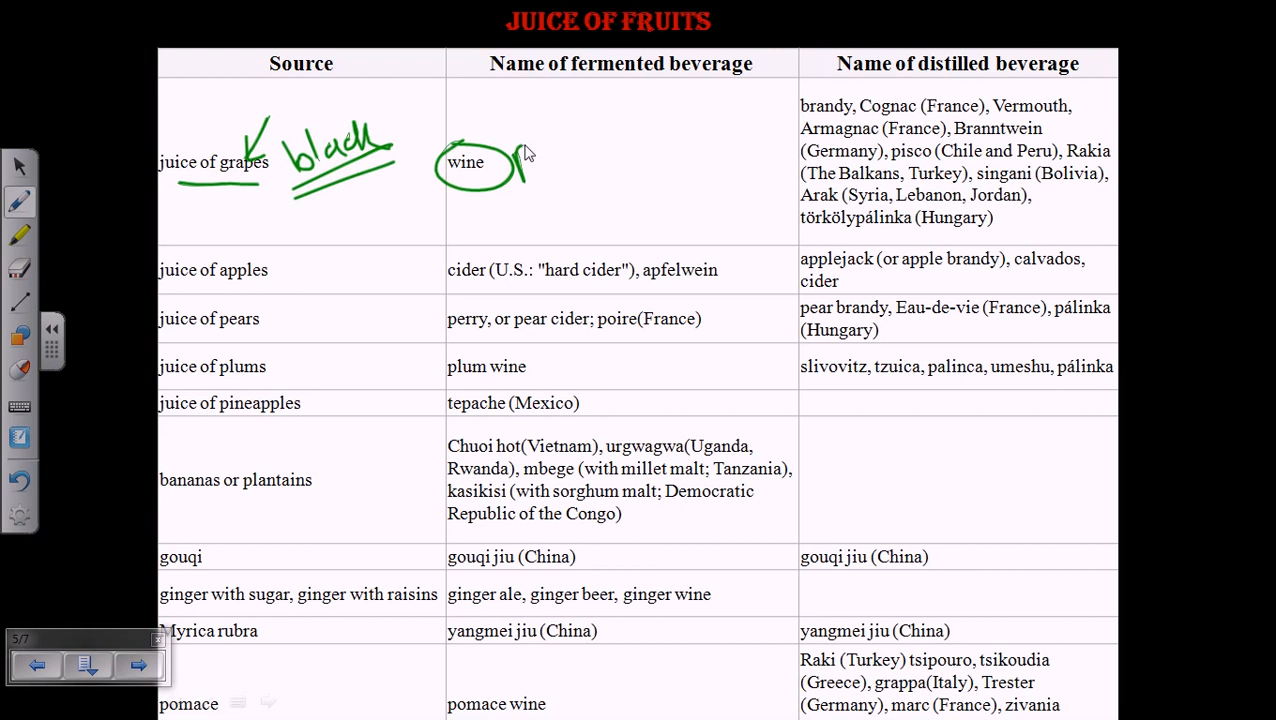 JUICE OF FRUITS
Source
Name of fermented beverage
Name of distilled beverage
juice of grapes
black
wine
brandy, Cognac (France), Vermouth,
Armagnac (France), Branntwein
(Germany), pisco (Chile and Peru), Rakia
(The Balkans, Turkey), singani (Bolivia),
Arak (Syria, Lebanon, Jordan),
törkölypálinka (Hungary)
juice of apples
cider (U.S.: "hard cider"), apfelwein
applejack (or apple brandy), calvados,
cider
juice of pears
perry, or pear cider; poire(France)
pear brandy, Eau-de-vie (France), pálinka
(Hungary)
juice of plums
plum wine
slivovitz, tzuica, palinca, umeshu, pálinka
juice of pineapples
tepache (Mexico)
bananas or plantains
Chuoi hot(Vietnam), urgwagwa(Uganda,
Rwanda), mbege (with millet malt; Tanzania),
kasikisi (with sorghum malt; Democratic
Republic of the Congo)
gouqi
gouqi jiu (China)
gouqi jiu (China)
ginger with sugar, ginger with raisins
ginger ale, ginger beer, ginger wine
Myrica rubra
yangmei jiu (China)
yangmei jiu (China)
pomace
pomace wine
Raki (Turkey) tsipouro, tsikoudia
(Greece), grappa(Italy), Trester
(Germany), marc (France), zivania
5/7